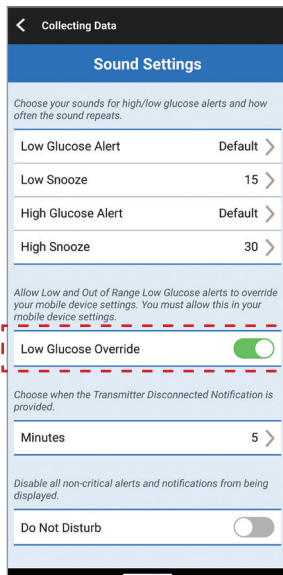 Collecting Data
Sound Settings
Choose your sounds for high/low glucose alerts and how
often the sound repeats.
Low Glucose Alert Default
Low Snooze 15
High Glucose Alert Default
High Snooze 30
Allow Low and Out of Range Low Glucose alerts to override
your mobile device settings. You must allow this in your
mobile device settings.
Low Glucose Override
Choose when the Transmitter Disconnected Notification is
provided.
Minutes 5
Disable all non-critical alerts and notifications from being
displayed.
Do Not Disturb